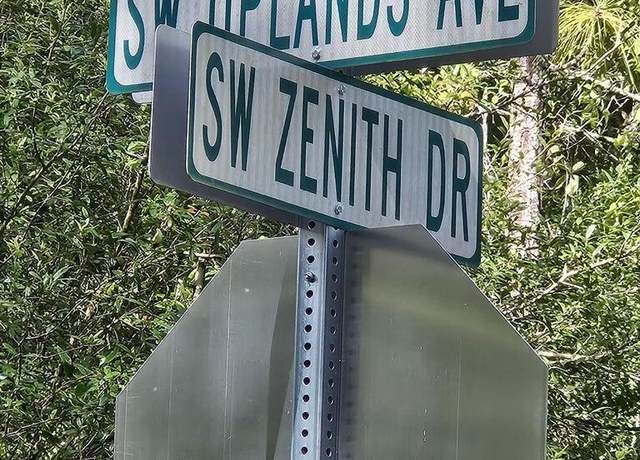 SW UPLANDS AVE
SW ZENITH DR